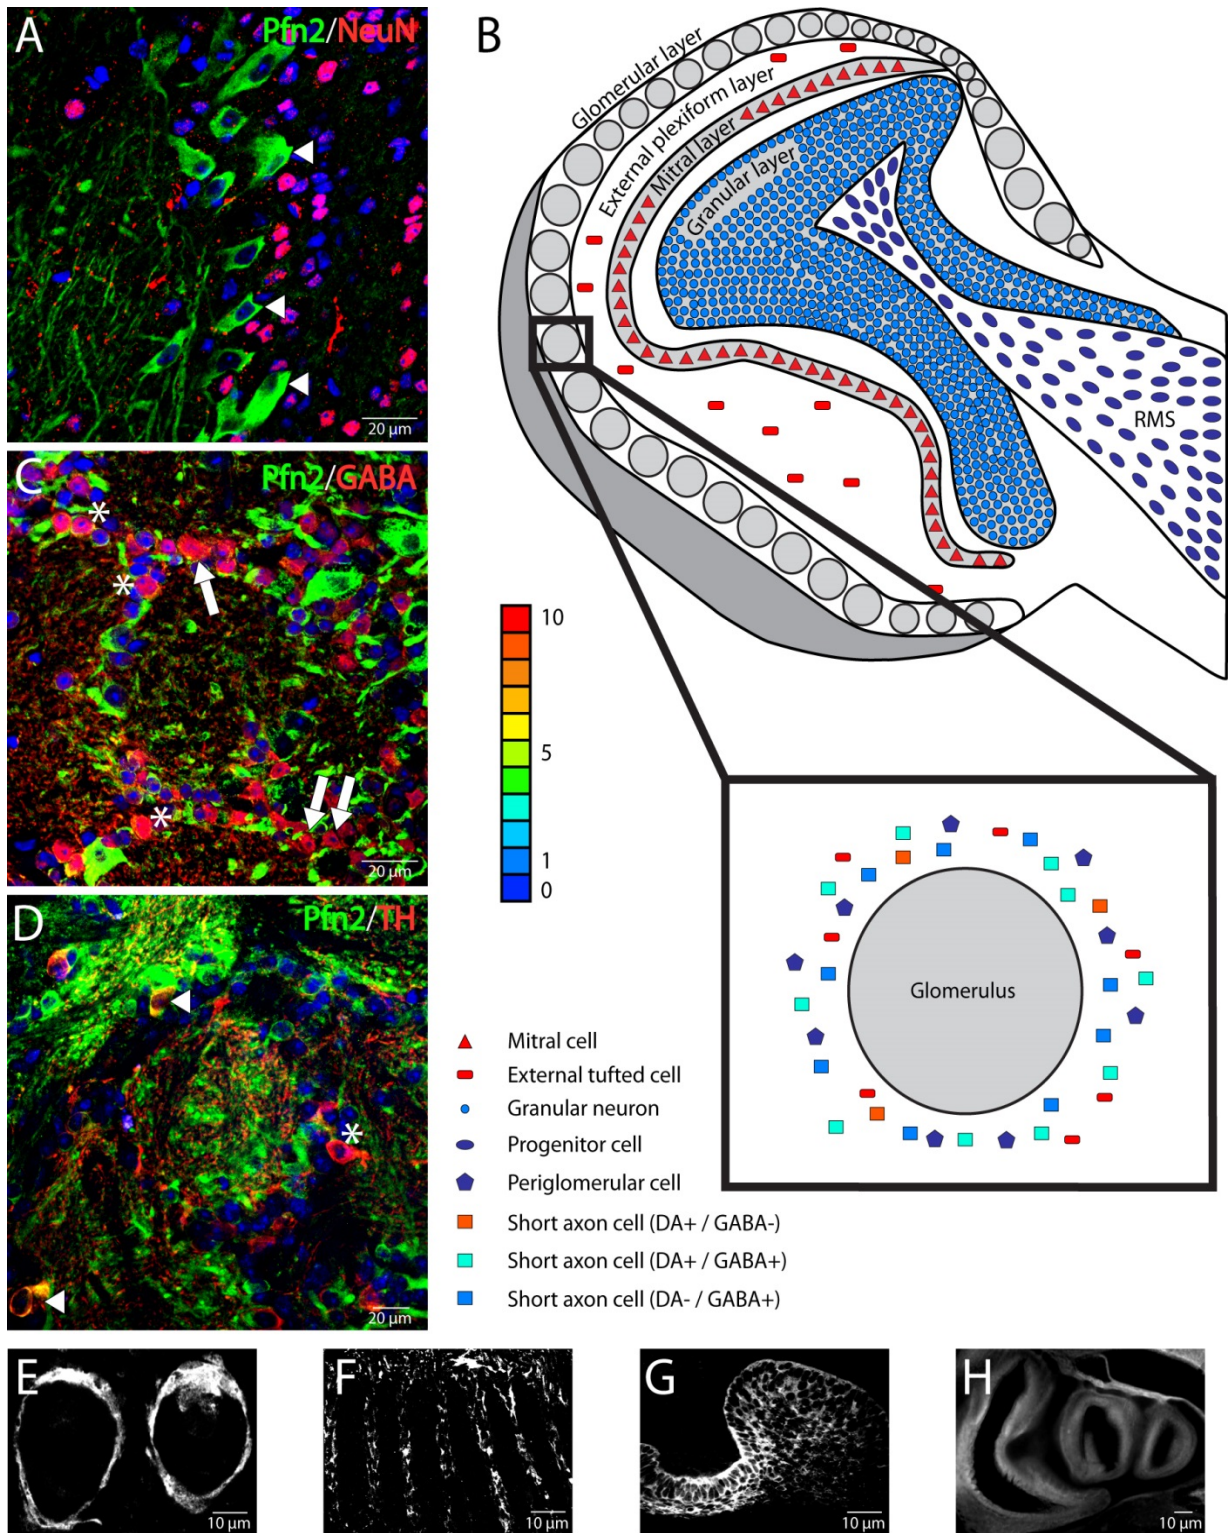 A
Pfn2/NeuN
20 µm
B
Glomerular layer
External plexiform layer
Mitral layer
Granular layer
RMS
C
Pfn2/GABA
*
*
*
20 µm
10
5
1
0
D
Pfn2/TH
*
20 µm
Glomerulus
Mitral cell
External tufted cell
Granular neuron
Progenitor cell
Periglomerular cell
Short axon cell (DA+ / GABA-)
Short axon cell (DA+ / GABA+)
Short axon cell (DA- / GABA+)
E
10 µm
F
10 µm
G
10 µm
H
10 µm